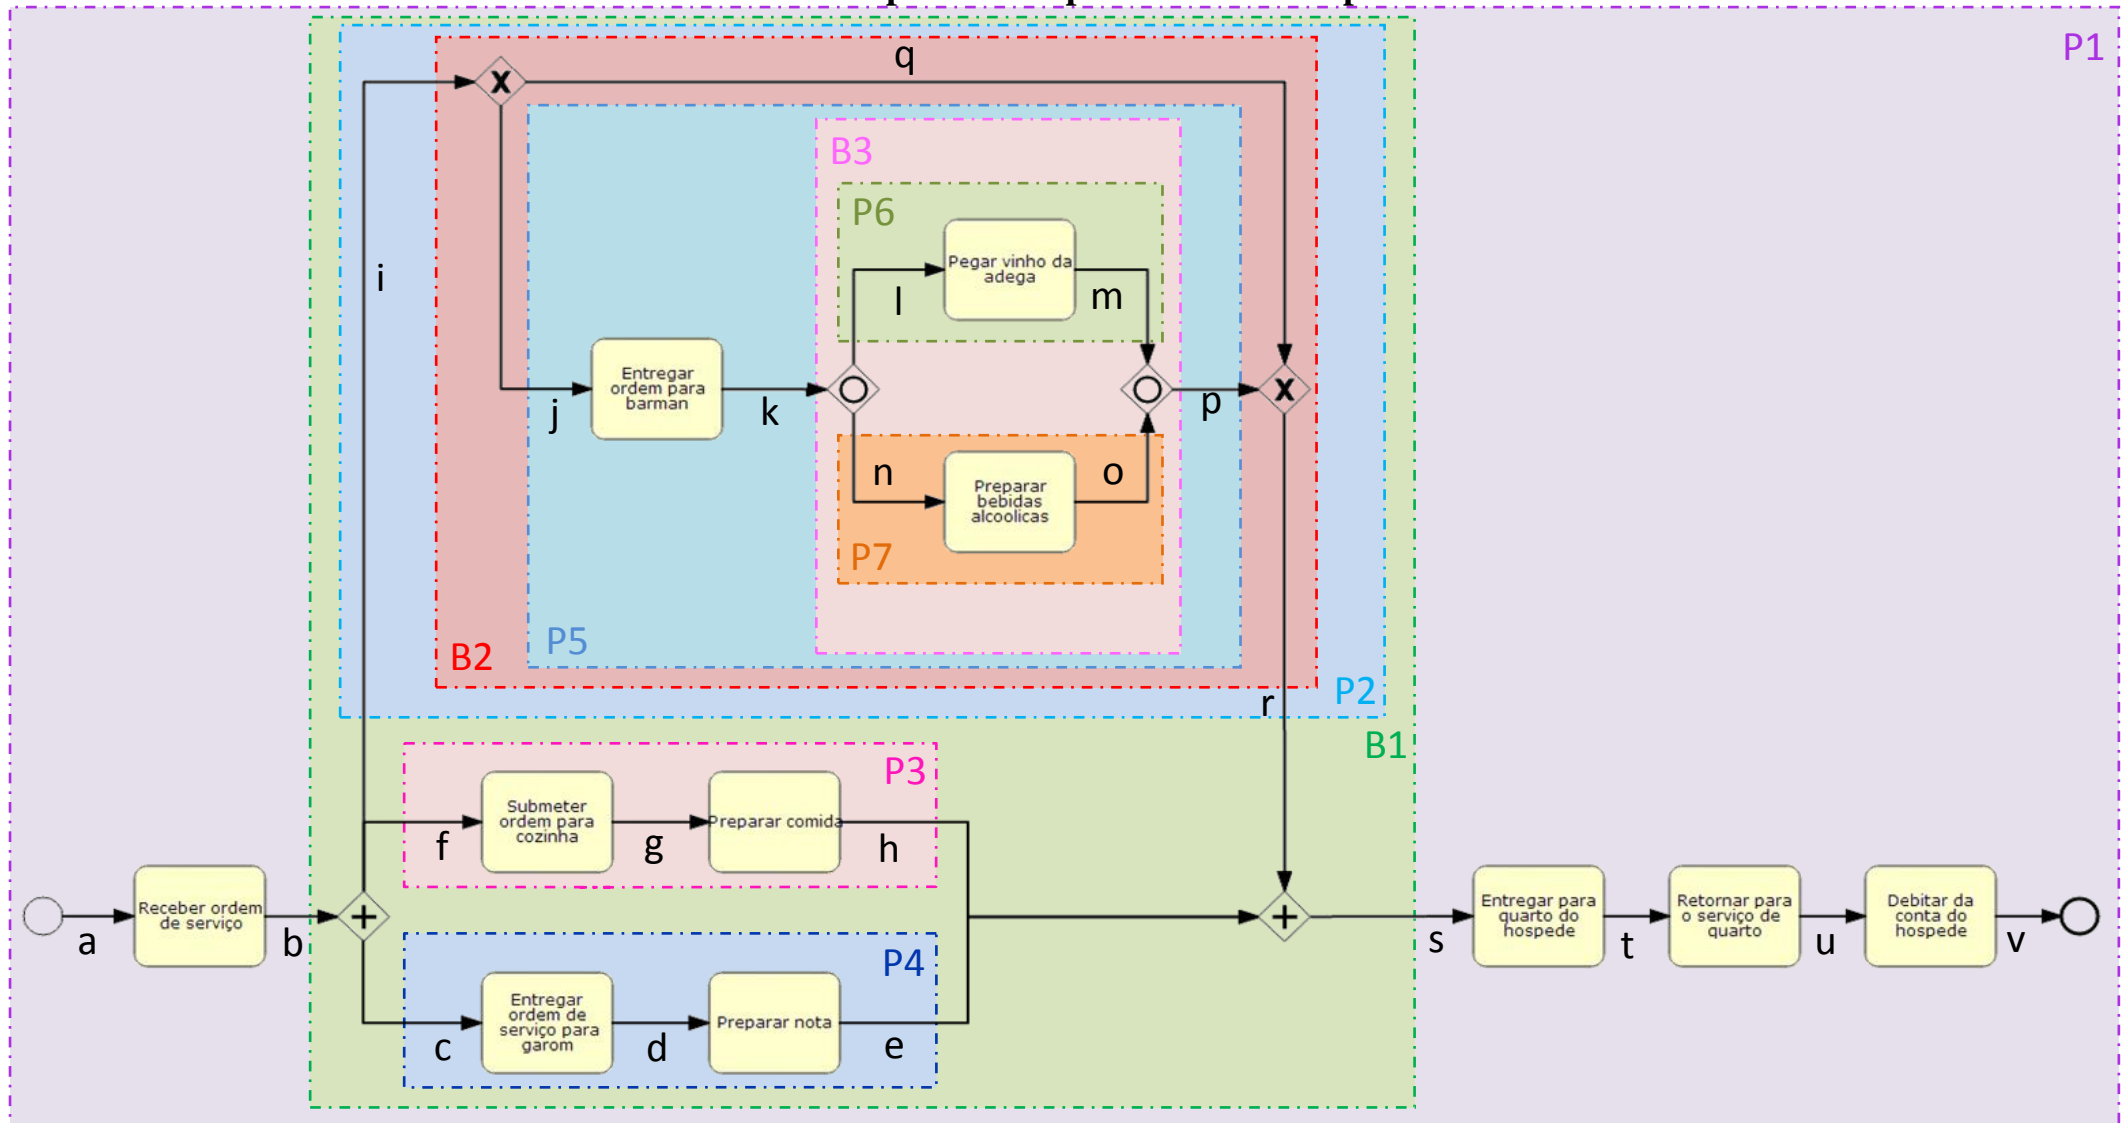 P1
q
X
B3
P6
i
Pegar vinho da
adega
l
m
Entregar
ordem para
barman
j
k
p
X
n
Preparar
bebidas
alcoolicas
o
P7
P5
B2
P2
r
B1
P3
Submeter
ordem para
cozinha
Preparar comida
f
g
h
Receber ordem
de serviço
a
b
+
+
Entregar para
quarto do
hospede
Retornar para
o serviço de
quarto
Debitar da
conta do
hospede
s
t
u
v
P4
Entregar
ordem de
serviço para
garom
Preparar nota
c
d
e